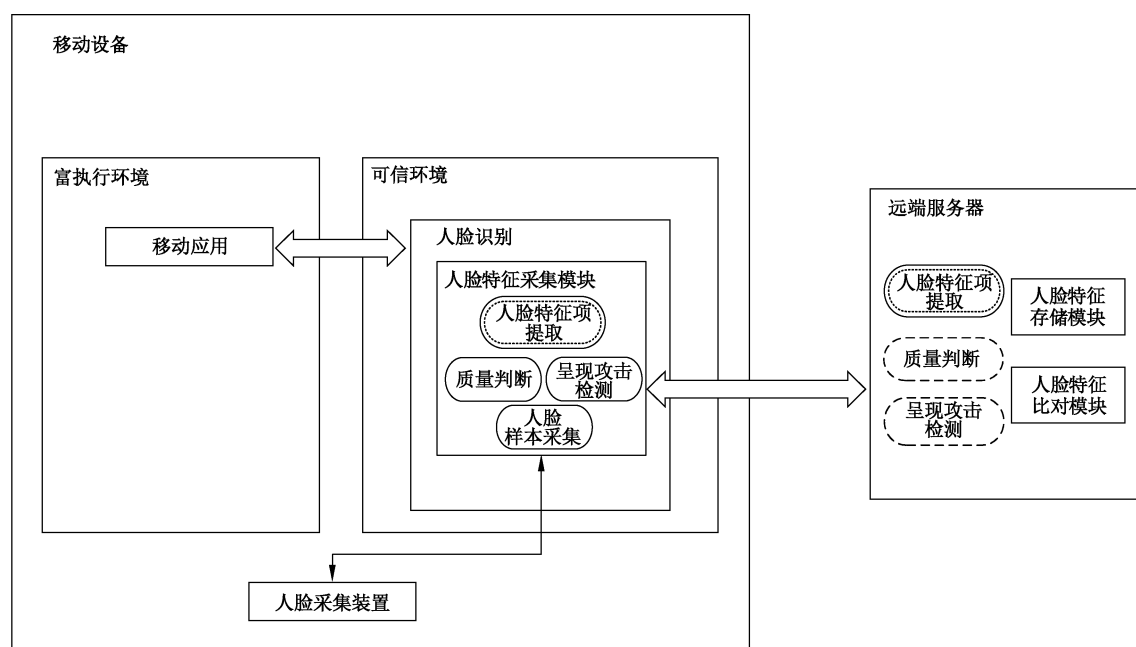 移动设备
富执行环境
移动应用
可信环境
人脸识别
人脸特征采集模块
人脸特征项
提取
质量判断
呈现攻击
检测
人脸
样本采集
人脸采集装置
远端服务器
人脸特征项
提取
质量判断
呈现攻击
检测
人脸特征
存储模块
人脸特征
比对模块